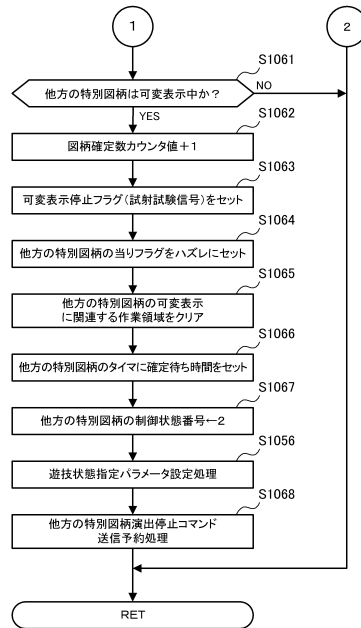 1
2
S1061
他方の特別図柄は可変表示中か？
NO
YES
S1062
図柄確定数カウンタ値＋1
S1063
可変表示停止フラグ(試射試験信号)をセット
S1064
他方の特別図柄の当りフラグをハズレにセット
S1065
他方の特別図柄の可変表示
に関連する作業領域をクリア
S1066
他方の特別図柄のタイマに確定待ち時間をセット
S1067
他方の特別図柄の制御状態番号←2
S1056
遊技状態指定パラメータ設定処理
S1068
他方の特別図柄演出停止コマンド
送信予約処理
RET